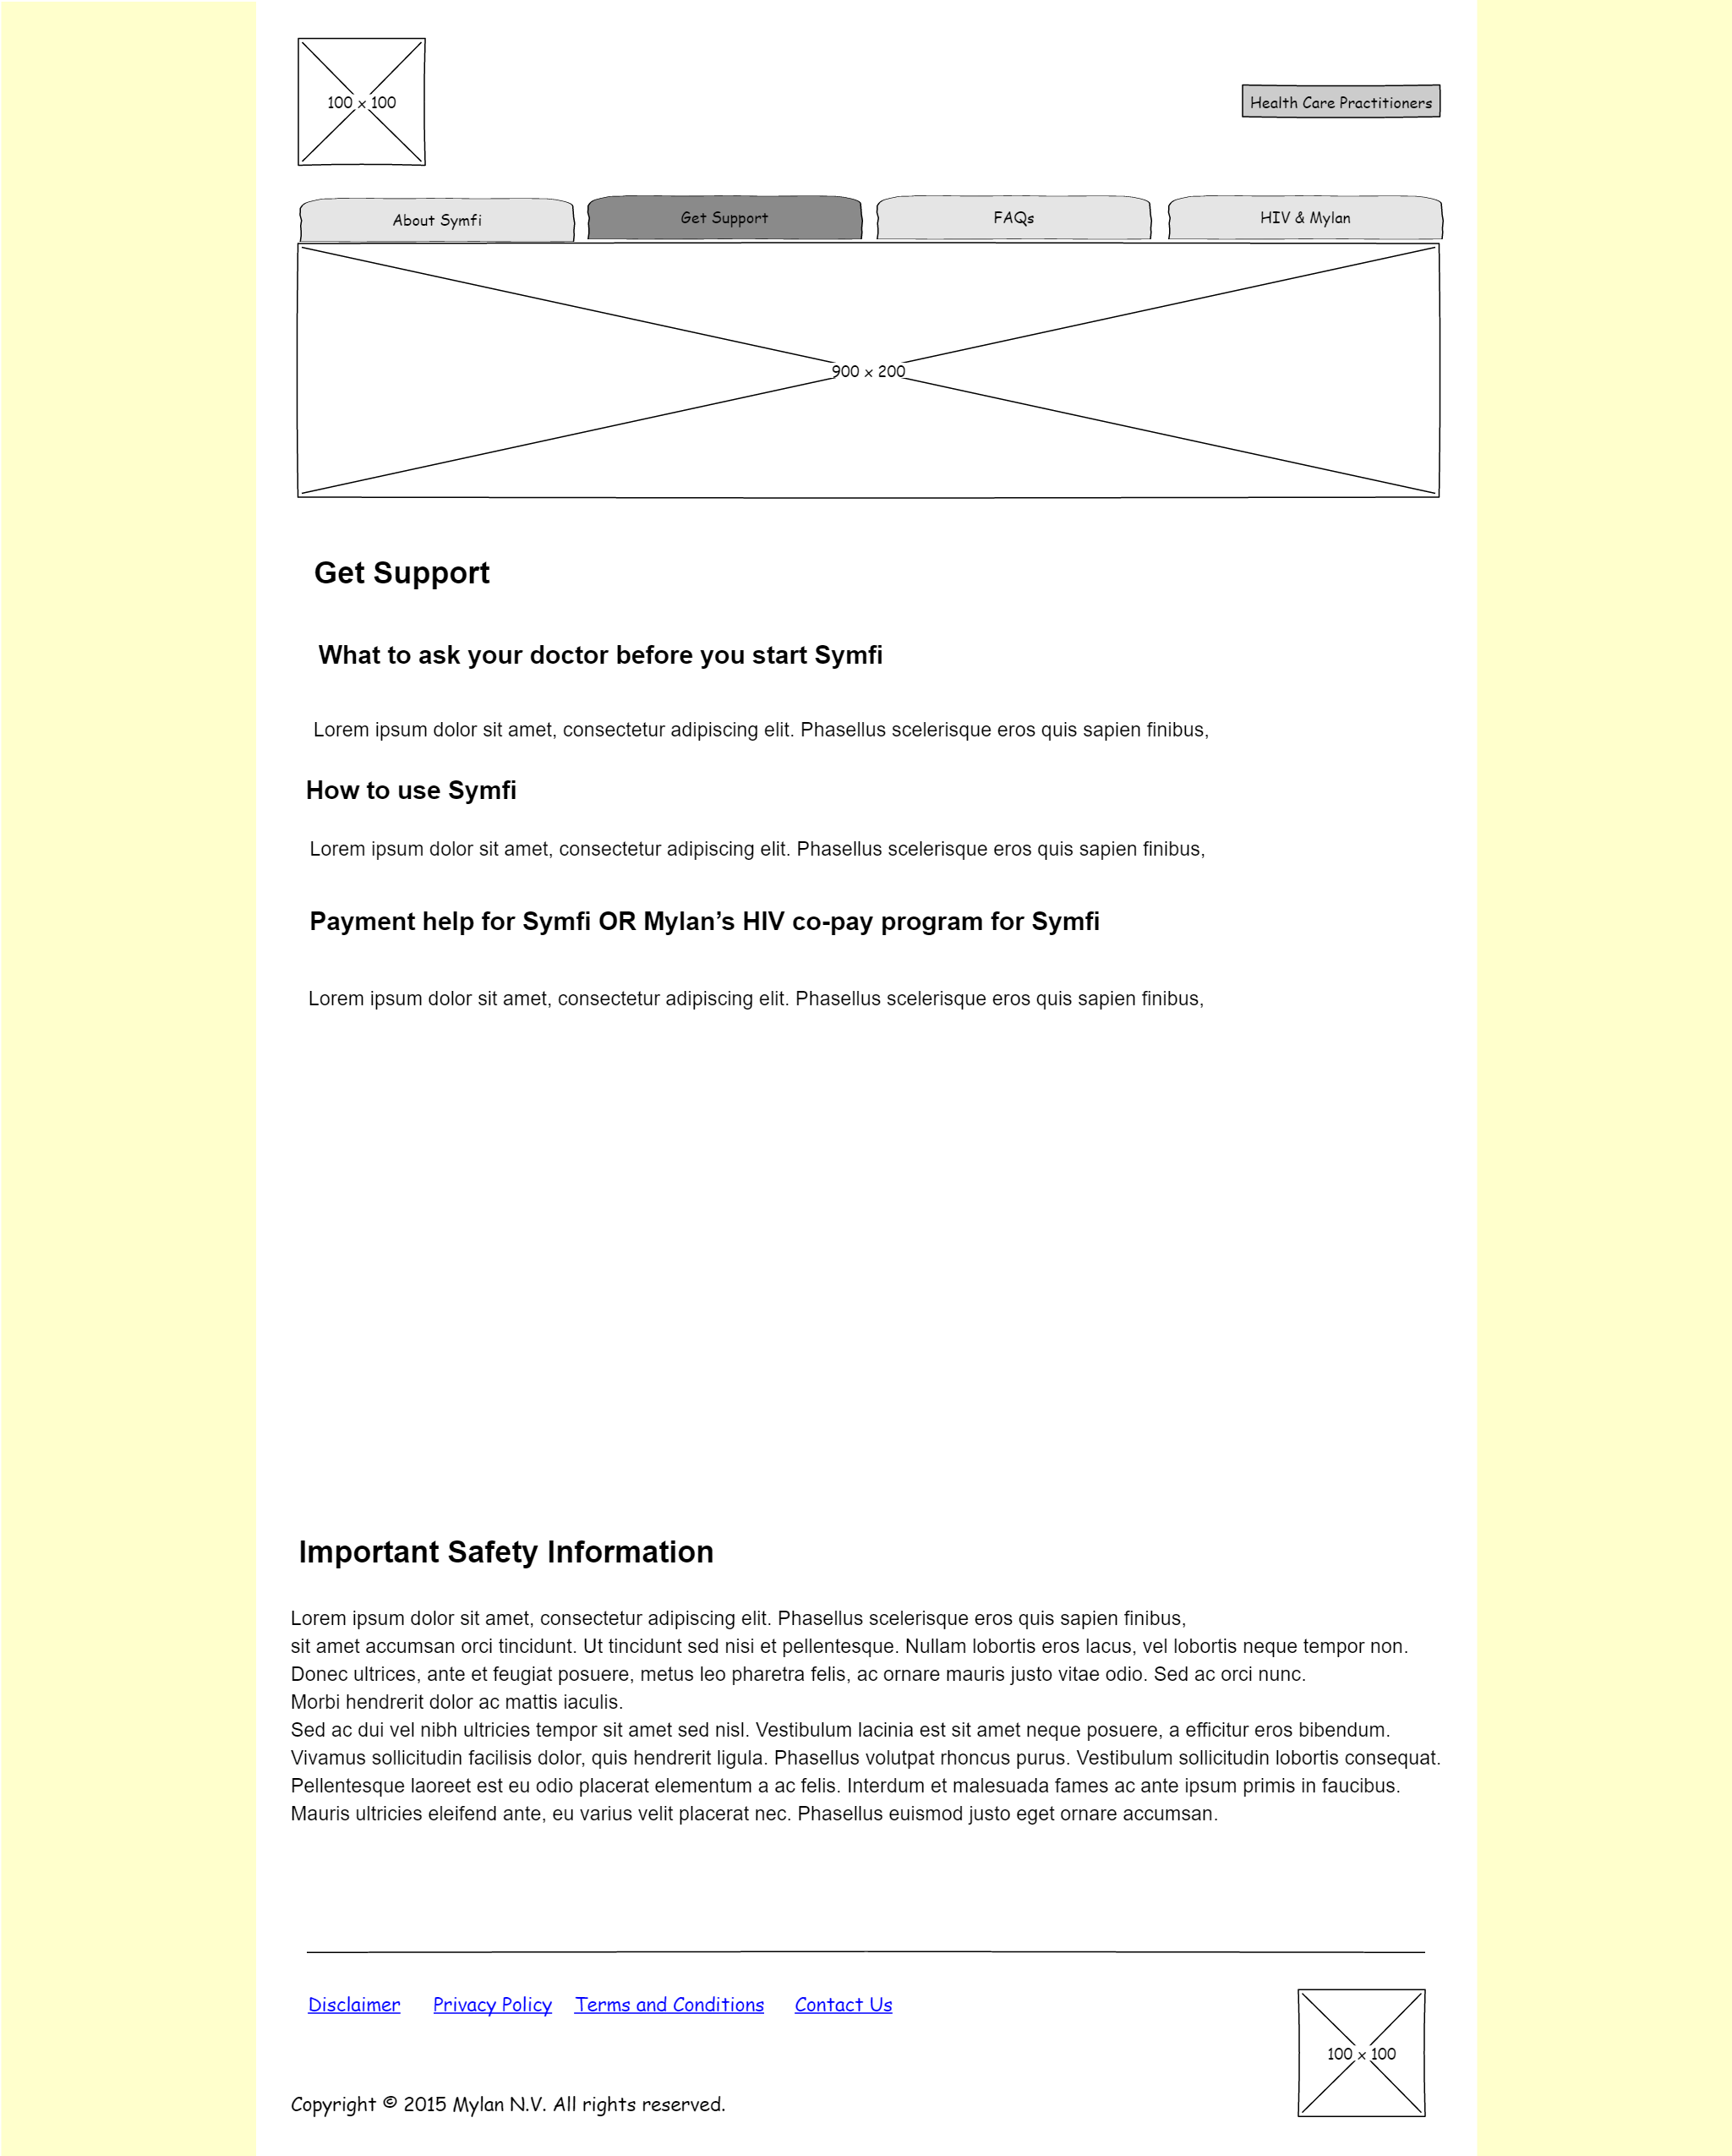 100 x 100
Health Care Practitioners
About Symfi
Get Support
FAQs
HIV & Mylan
900 x 200
Get Support
What to ask your doctor before you start Symfi
Lorem ipsum dolor sit amet, consectetur adipiscing elit. Phasellus scelerisque eros quis sapien finibus,
How to use Symfi
Lorem ipsum dolor sit amet, consectetur adipiscing elit. Phasellus scelerisque eros quis sapien finibus,
Payment help for Symfi OR Mylan’s HIV co-pay program for Symfi
Lorem ipsum dolor sit amet, consectetur adipiscing elit. Phasellus scelerisque eros quis sapien finibus,
Important Safety Information
Lorem ipsum dolor sit amet, consectetur adipiscing elit. Phasellus scelerisque eros quis sapien finibus,
sit amet accumsan orci tincidunt. Ut tincidunt sed nisi et pellentesque. Nullam lobortis eros lacus, vel lobortis neque tempor non.
Donec ultrices, ante et feugiat posuere, metus leo pharetra felis, ac ornare mauris justo vitae odio. Sed ac orci nunc.
Morbi hendrerit dolor ac mattis iaculis.
Sed ac dui vel nibh ultricies tempor sit amet sed nisl. Vestibulum lacinia est sit amet neque posuere, a efficitur eros bibendum.
Vivamus sollicitudin facilisis dolor, quis hendrerit ligula. Phasellus volutpat rhoncus purus. Vestibulum sollicitudin lobortis consequat.
Pellentesque laoreet est eu odio placerat elementum a ac felis. Interdum et malesuada fames ac ante ipsum primis in faucibus.
Mauris ultricies eleifend ante, eu varius velit placerat nec. Phasellus euismod justo eget ornare accumsan.
Disclaimer Privacy Policy Terms and Conditions Contact Us
100 x 100
Copyright © 2015 Mylan N.V. All rights reserved.